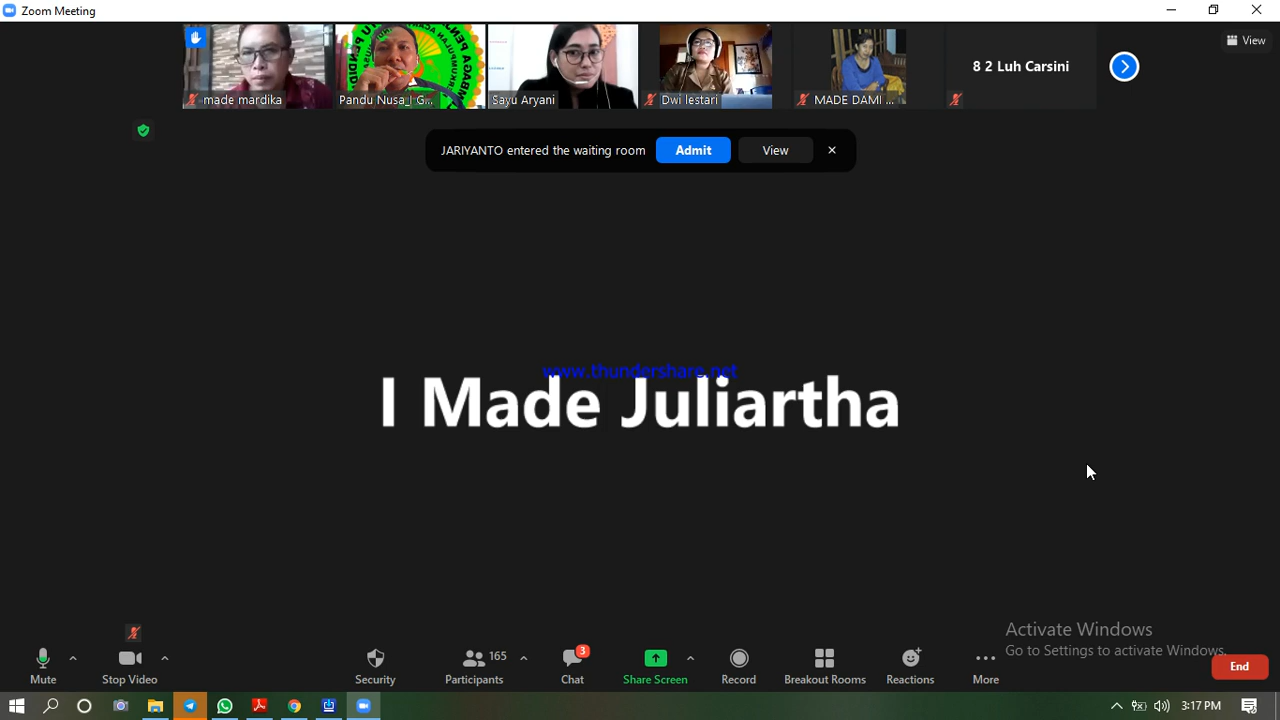 Zoom Meeting
View
made mardika
Pandu Nusa_I G...
Sayu Aryani
Dwi lestari
MADE DAMI ...
8 2 Luh Carsini
JARIYANTO entered the waiting room
Admit
View
www.thundershare.net
I Made Juliartha
Activate Windows
Go to Settings to activate Windows.
Mute
Stop Video
Security
165
Participants
3
Chat
Share Screen
Record
Breakout Rooms
Reactions
More
End
3:17 PM